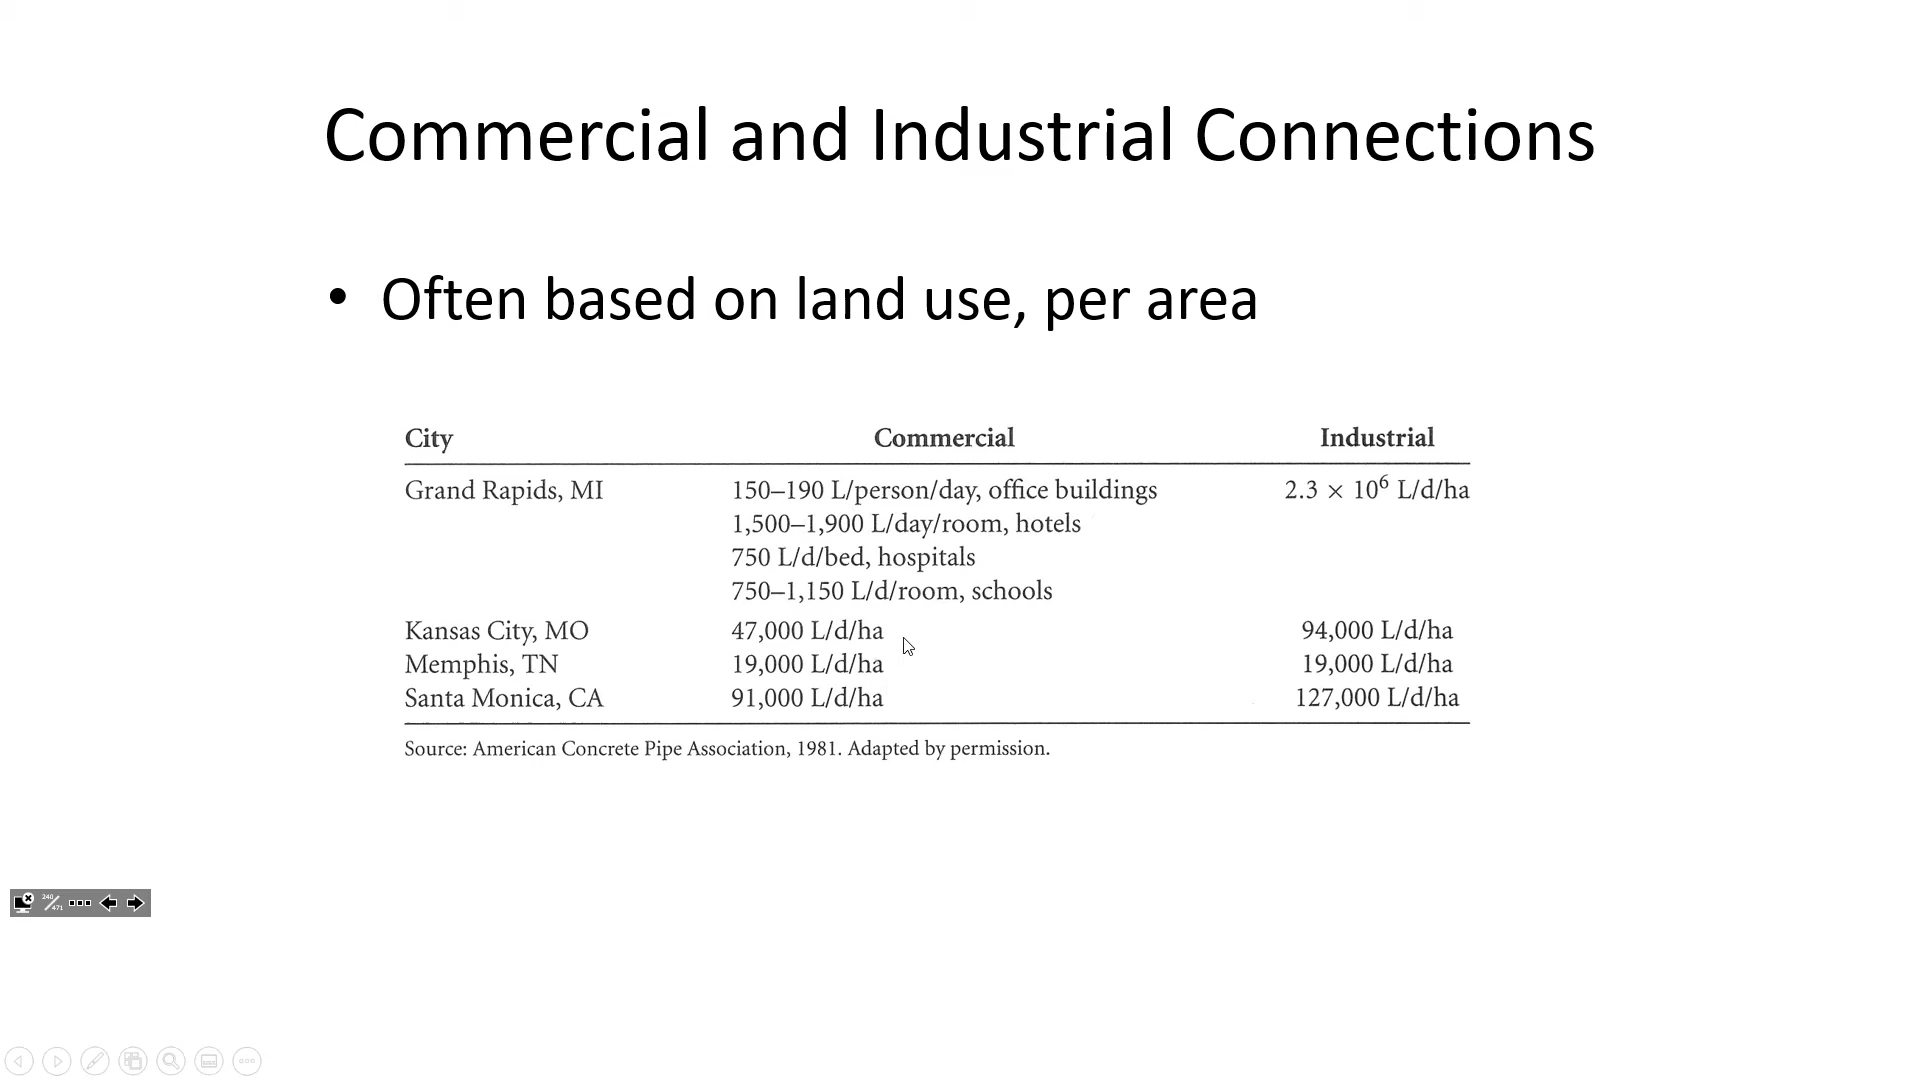 Commercial and Industrial Connections
• Often based on land use, per area
City Commercial Industrial
Grand Rapids, MI 150–190 L/person/day, office buildings 2.3 × 10⁶ L/d/ha
1,500–1,900 L/day/room, hotels
750 L/d/bed, hospitals
750–1,150 L/d/room, schools
Kansas City, MO 47,000 L/d/ha 94,000 L/d/ha
Memphis, TN 19,000 L/d/ha 19,000 L/d/ha
Santa Monica, CA 91,000 L/d/ha 127,000 L/d/ha
Source: American Concrete Pipe Association, 1981. Adapted by permission.
240/471